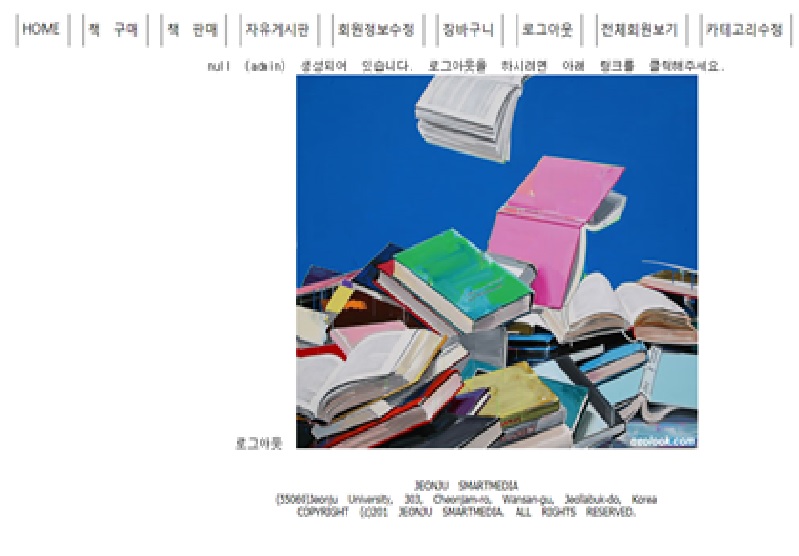 HOME 책 구매 책 판매 자유게시판 회원정보수정 장바구니 로그아웃 전체회원보기 카테고리수정
null (admin) 생성되어 있습니다. 로그아웃을 하시려면 아래 링크를 클릭해주세요.
ozolook.com
로그아웃
JEONJU SMARTMEDIA
(55069)Jeonju University, 303, Cheonjam-ro, Wansan-gu, Jeollabuk-do, Korea
COPYRIGHT (c)201 JEONJU SMARTMEDIA. ALL RIGHTS RESERVED.